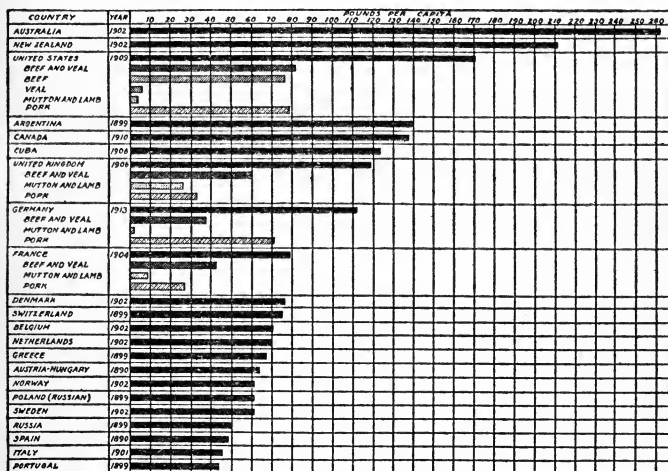 COUNTRY YEAR POUNDS PER CAPITA
10 20 30 40 50 60 70 80 90 100 110 120 130 140 150 160 170 180 190 200 210 220 230 240 250 260
AUSTRALIA 1902
NEW ZEALAND 1902
UNITED STATES 1909
BEEF AND VEAL
BEEF
VEAL
MUTTON AND LAMB
PORK
ARGENTINA 1899
CANADA 1910
CUBA 1906
UNITED KINGDOM 1906
BEEF AND VEAL
MUTTON AND LAMB
PORK
GERMANY 1913
BEEF AND VEAL
MUTTON AND LAMB
PORK
FRANCE 1904
BEEF AND VEAL
MUTTON AND LAMB
PORK
DENMARK 1902
SWITZERLAND 1899
BELGIUM 1902
NETHERLANDS 1902
GREECE 1899
AUSTRIA-HUNGARY 1890
NORWAY 1902
POLAND (RUSSIAN) 1899
SWEDEN 1902
RUSSIA 1899
SPAIN 1890
ITALY 1901
PORTUGAL 1899